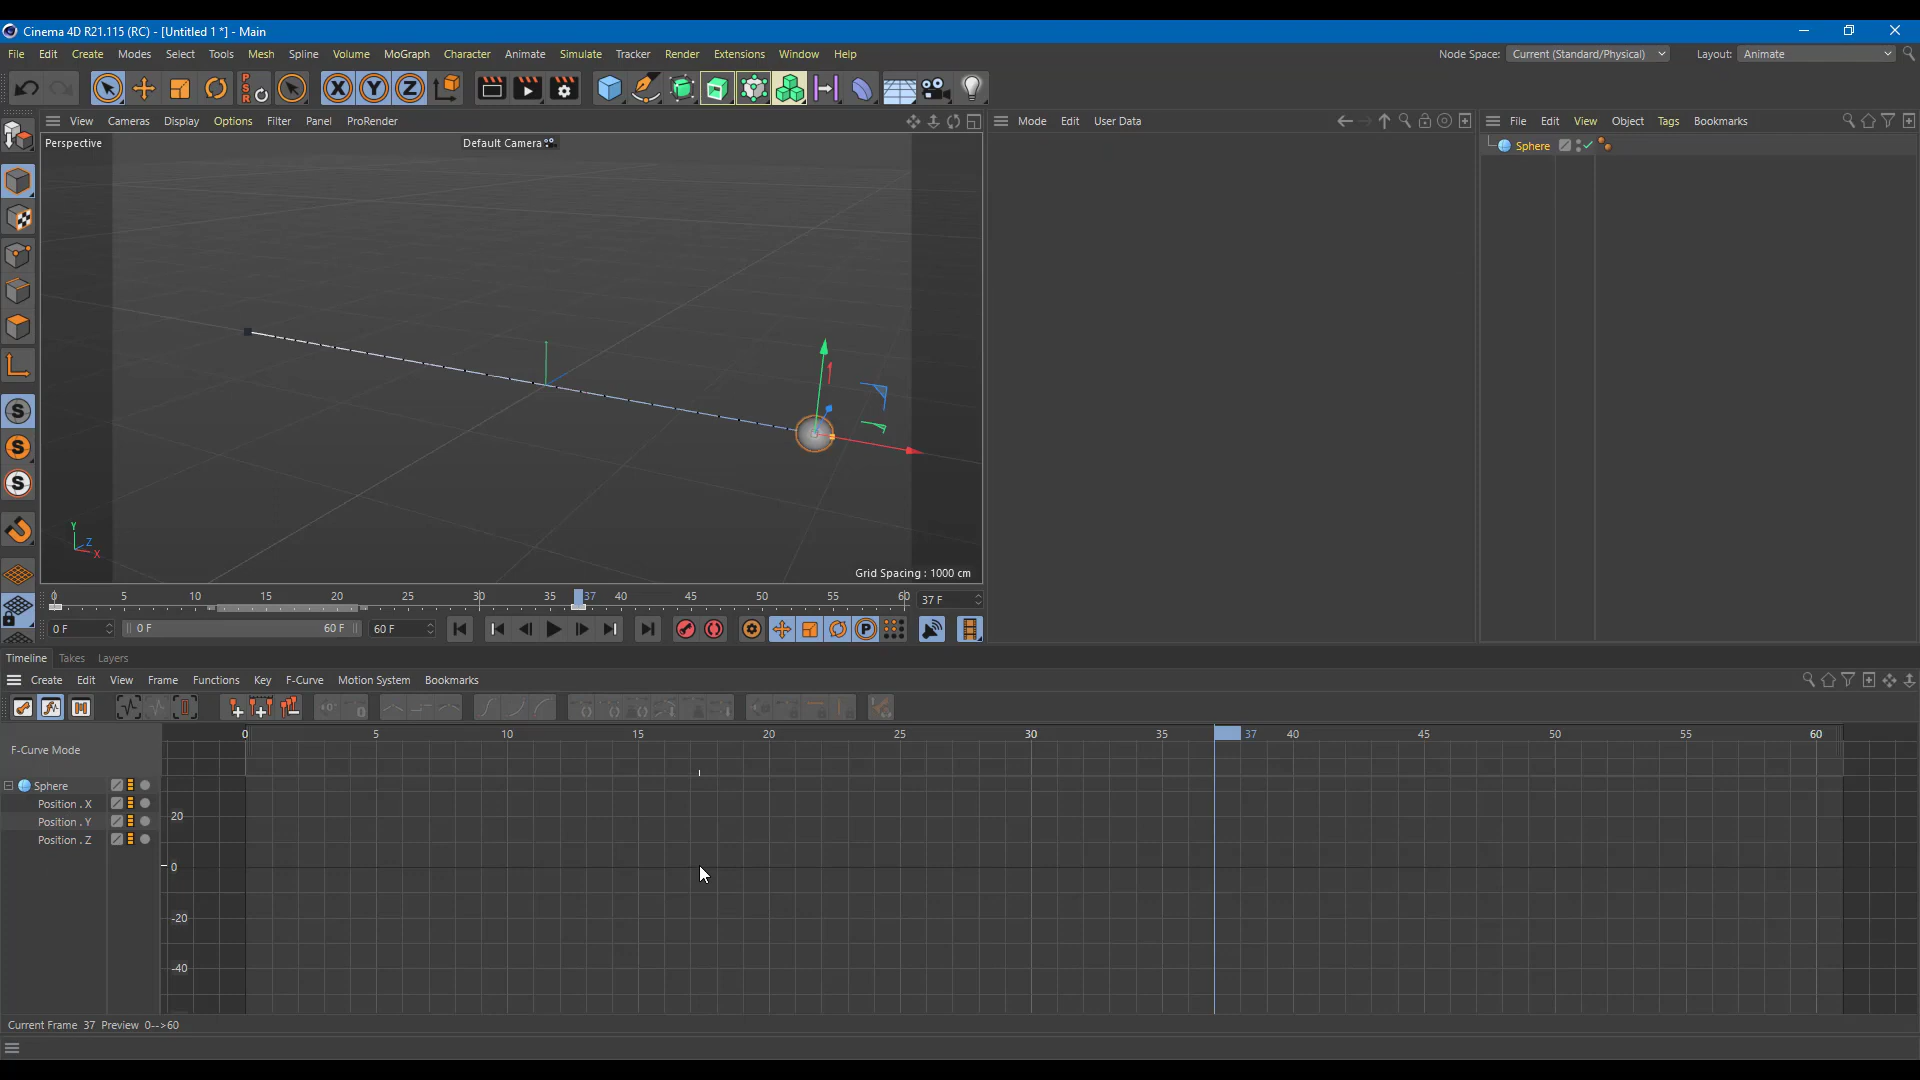 Cinema 4D R21.115 (RC) - [Untitled 1 *] - Main
File Edit Create Modes Select Tools Mesh Spline Volume MoGraph Character Animate Simulate Tracker Render Extensions Window Help Node Space: Current (Standard/Physical) Layout: Animate
PSR X Y Z
View Cameras Display Options Filter Panel ProRender
Mode Edit User Data
File Edit View Object Tags Bookmarks
Perspective
Default Camera
Sphere
S
S
S
Y
Z
X
Grid Spacing : 1000 cm
0 5 10 15 20 25 30 35 37 40 45 50 55 60 37 F
0 F 0 F 60 F 60 F P
Timeline Takes Layers
Create Edit View Frame Functions Key F-Curve Motion System Bookmarks
0 5 10 15 20 25 30 35 37 40 45 50 55 60
F-Curve Mode
Sphere
Position . X
Position . Y
Position . Z
20
0
-20
-40
Current Frame 37 Preview 0-->60